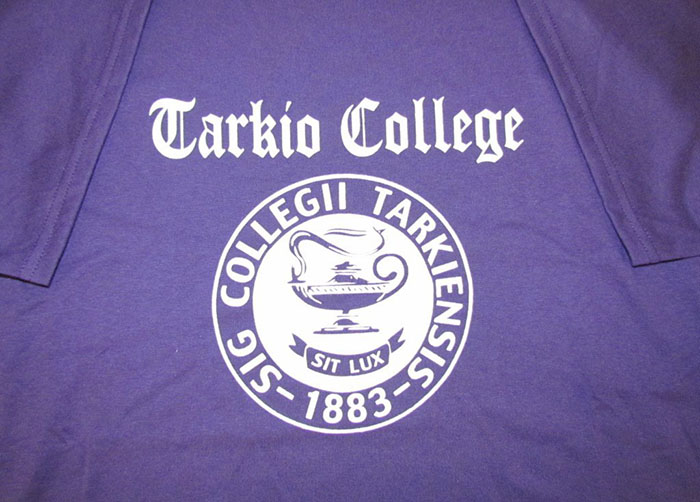 Tarkio College
SIG COLLEGII TARKIENSIS
SIT LUX
-1883-